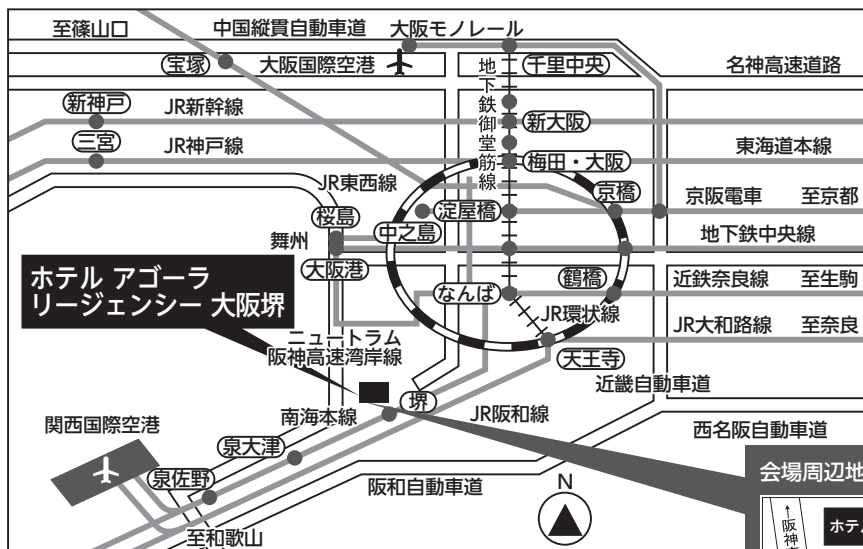 至篠山口
中国縦貫自動車道
大阪モノレール
宝塚
大阪国際空港
地下鉄御堂筋線
千里中央
名神高速道路
新神戸
JR新幹線
新大阪
三宮
JR神戸線
梅田・大阪
東海道本線
JR東西線
京橋
京阪電車
至京都
桜島
淀屋橋
舞州
中之島
地下鉄中央線
大阪港
ホテル アゴーラ
リージェンシー 大阪堺
なんば
鶴橋
近鉄奈良線
至生駒
JR環状線
JR大和路線
至奈良
ニュートラム
阪神高速湾岸線
天王寺
近畿自動車道
堺
南海本線
JR阪和線
関西国際空港
西名阪自動車道
泉大津
泉佐野
阪和自動車道
N
至和歌山
会場周辺地
←阪神
ホテル